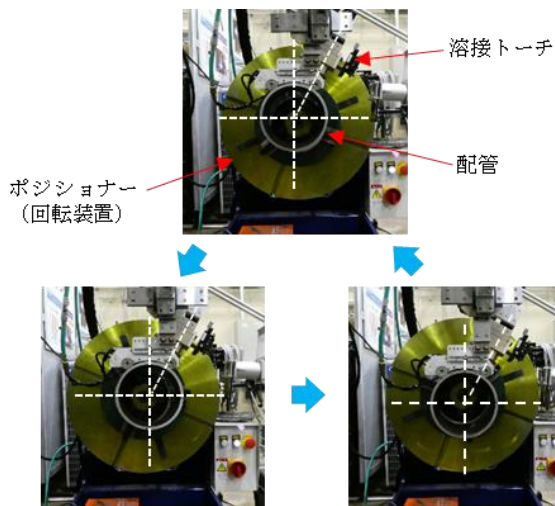 溶接トーチ
配管
ポジショナー
（回転装置）